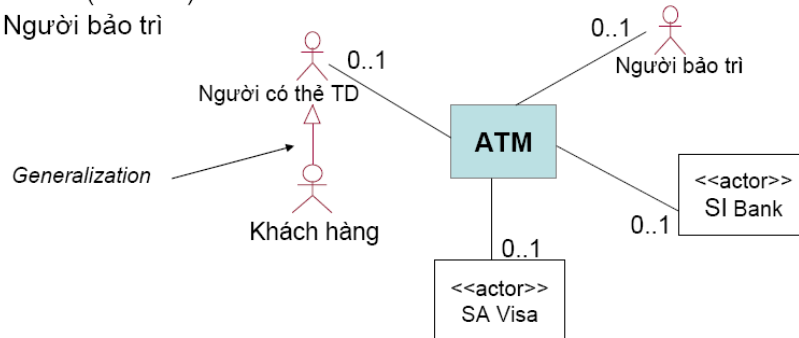 Người bảo trì
0..1
0..1
Người bảo trì
Người có thẻ TD
ATM
Generalization
<<actor>>
SI Bank
0..1
Khách hàng
0..1
<<actor>>
SA Visa